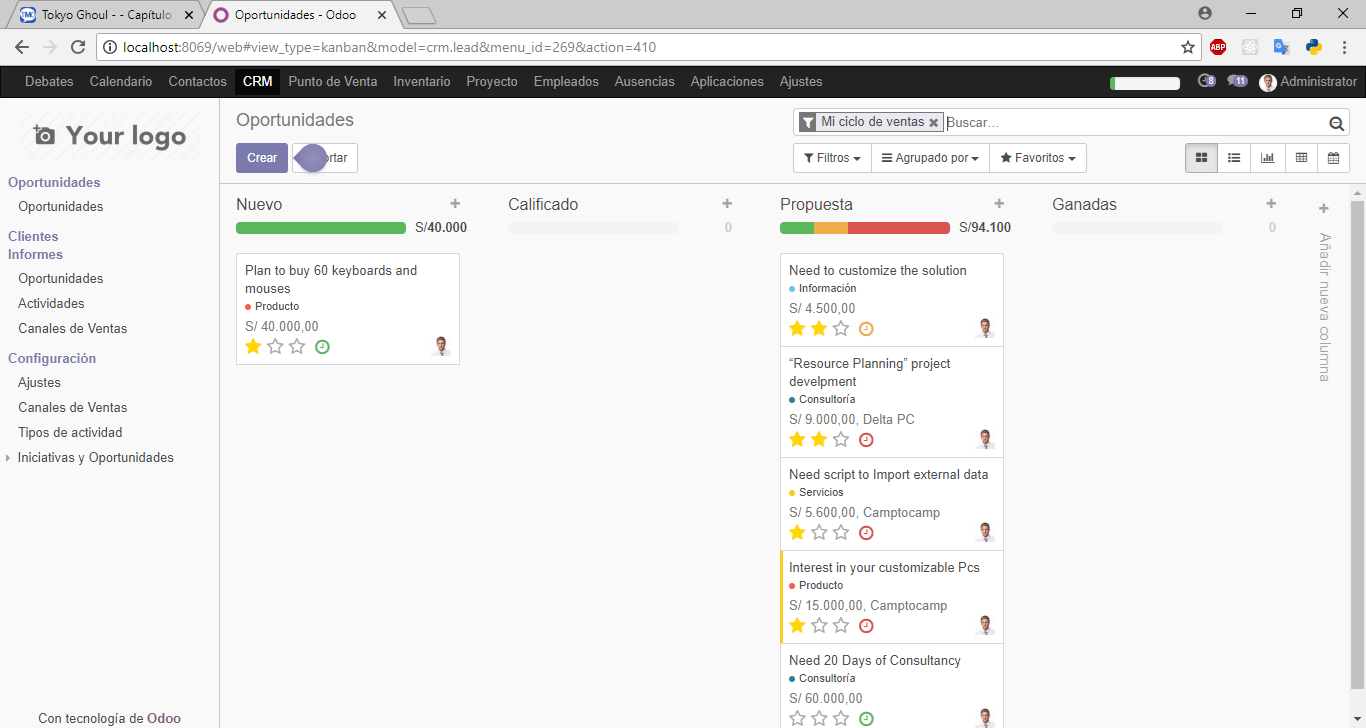 Tokyo Ghoul - - Capítulo
Oportunidades - Odoo
localhost:8069/web#view_type=kanban&model=crm.lead&menu_id=269&action=410
ABP
Debates Calendario Contactos CRM Punto de Venta Inventario Proyecto Empleados Ausencias Aplicaciones Ajustes
8 11 Administrator
Your logo
Oportunidades
Oportunidades
Clientes
Informes
Oportunidades
Actividades
Canales de Ventas
Configuración
Ajustes
Canales de Ventas
Tipos de actividad
Iniciativas y Oportunidades
Con tecnología de Odoo
Oportunidades
Mi ciclo de ventas Buscar...
Crear
Filtros Agrupado por Favoritos
Nuevo
S/40.000
Plan to buy 60 keyboards and
mouses
Producto
S/ 40.000,00
Calificado
0
Propuesta
S/94.100
Need to customize the solution
Información
S/ 4.500,00
“Resource Planning” project
develpment
Consultoría
S/ 9.000,00, Delta PC
Need script to Import external data
Servicios
S/ 5.600,00, Camptocamp
Interest in your customizable Pcs
Producto
S/ 15.000,00, Camptocamp
Need 20 Days of Consultancy
Consultoría
S/ 60.000,00
Ganadas
0
Añadir nueva columna